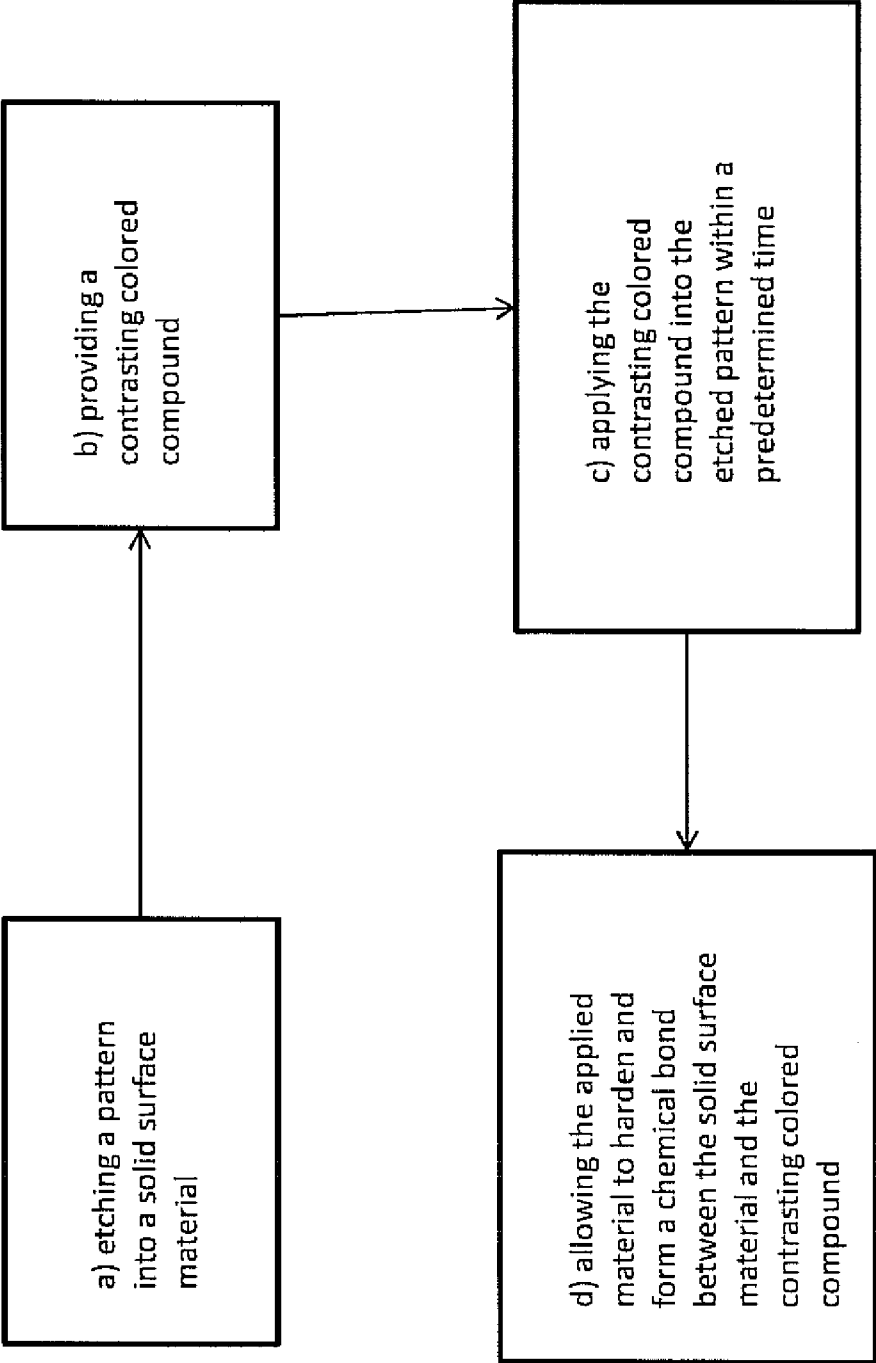 a) etching a pattern
into a solid surface
material
b) providing a
contrasting colored
compound
c) applying the
contrasting colored
compound into the
etched pattern within a
predetermined time
d) allowing the applied
material to harden and
form a chemical bond
between the solid surface
material and the
contrasting colored
compound